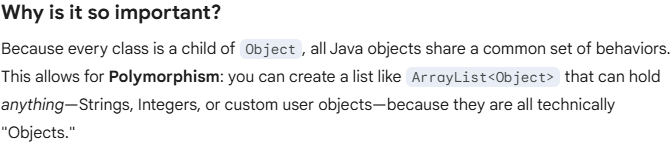 Why is it so important?
Because every class is a child of Object, all Java objects share a common set of behaviors.
This allows for Polymorphism: you can create a list like ArrayList<Object> that can hold
anything—Strings, Integers, or custom user objects—because they are all technically
"Objects."